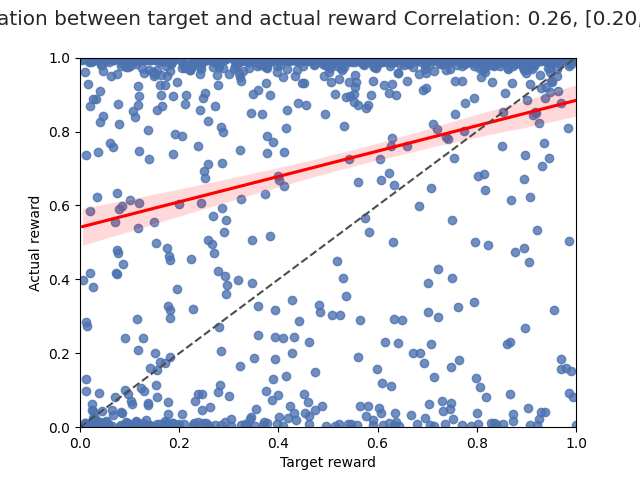 ation between target and actual reward Correlation: 0.26, [0.20,
1.0
0.8
0.6
0.4
0.2
0.0
Actual reward
0.0 0.2 0.4 0.6 0.8 1.0
Target reward